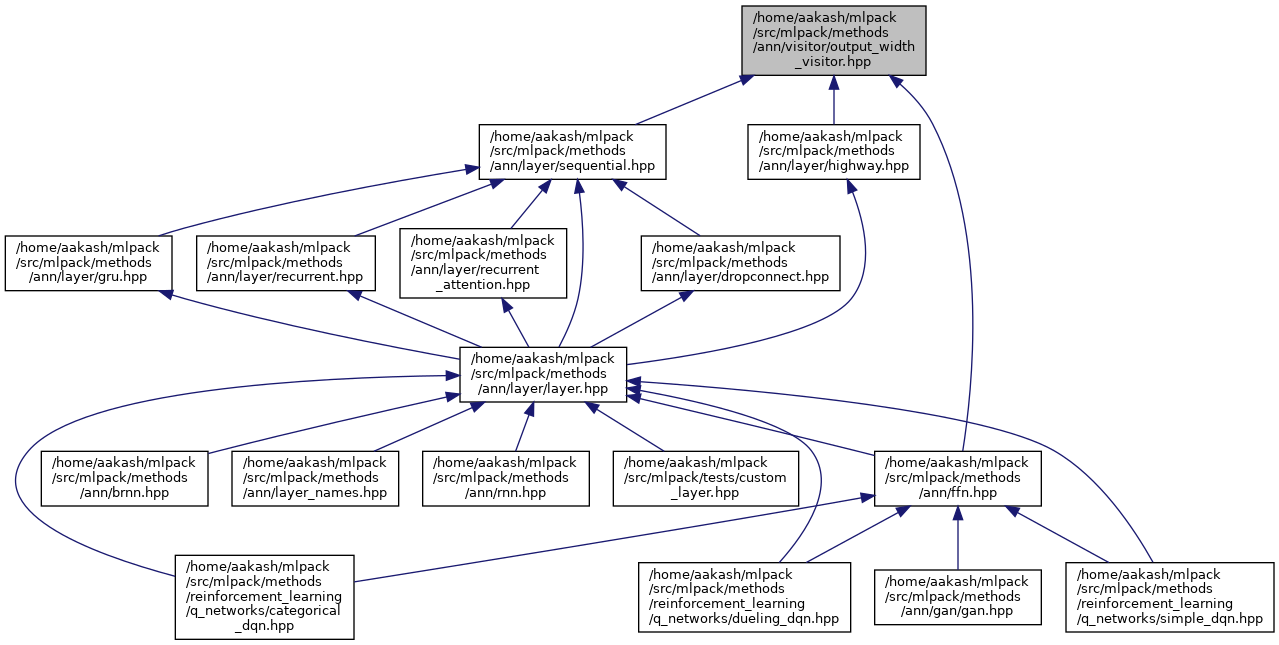 /home/aakash/mlpack
/src/mlpack/methods
/ann/visitor/output_width
_visitor.hpp
/home/aakash/mlpack
/src/mlpack/methods
/ann/layer/sequential.hpp
/home/aakash/mlpack
/src/mlpack/methods
/ann/layer/highway.hpp
/home/aakash/mlpack
/src/mlpack/methods
/ann/layer/gru.hpp
/home/aakash/mlpack
/src/mlpack/methods
/ann/layer/recurrent.hpp
/home/aakash/mlpack
/src/mlpack/methods
/ann/layer/recurrent
_attention.hpp
/home/aakash/mlpack
/src/mlpack/methods
/ann/layer/dropconnect.hpp
/home/aakash/mlpack
/src/mlpack/methods
/ann/layer/layer.hpp
/home/aakash/mlpack
/src/mlpack/methods
/ann/brnn.hpp
/home/aakash/mlpack
/src/mlpack/methods
/ann/layer_names.hpp
/home/aakash/mlpack
/src/mlpack/methods
/ann/rnn.hpp
/home/aakash/mlpack
/src/mlpack/tests/custom
_layer.hpp
/home/aakash/mlpack
/src/mlpack/methods
/ann/ffn.hpp
/home/aakash/mlpack
/src/mlpack/methods
/reinforcement_learning
/q_networks/categorical
_dqn.hpp
/home/aakash/mlpack
/src/mlpack/methods
/reinforcement_learning
/q_networks/dueling_dqn.hpp
/home/aakash/mlpack
/src/mlpack/methods
/ann/gan/gan.hpp
/home/aakash/mlpack
/src/mlpack/methods
/reinforcement_learning
/q_networks/simple_dqn.hpp